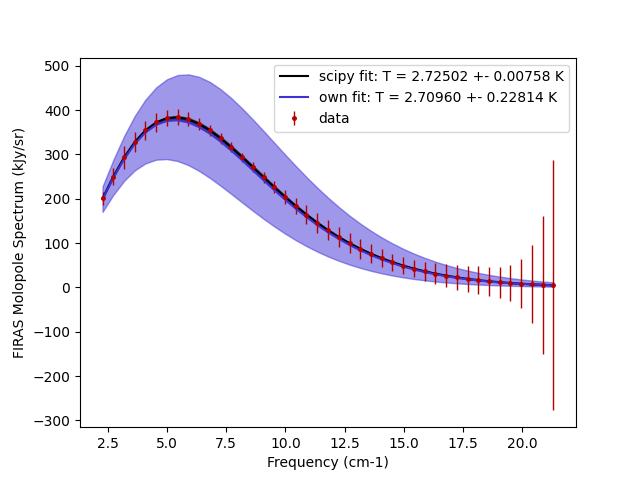 500
400
300
200
100
0
−100
−200
−300
FIRAS Molopole Spectrum (kJy/sr)
scipy fit: T = 2.72502 +- 0.00758 K
own fit: T = 2.70960 +- 0.22814 K
data
2.5 5.0 7.5 10.0 12.5 15.0 17.5 20.0
Frequency (cm-1)